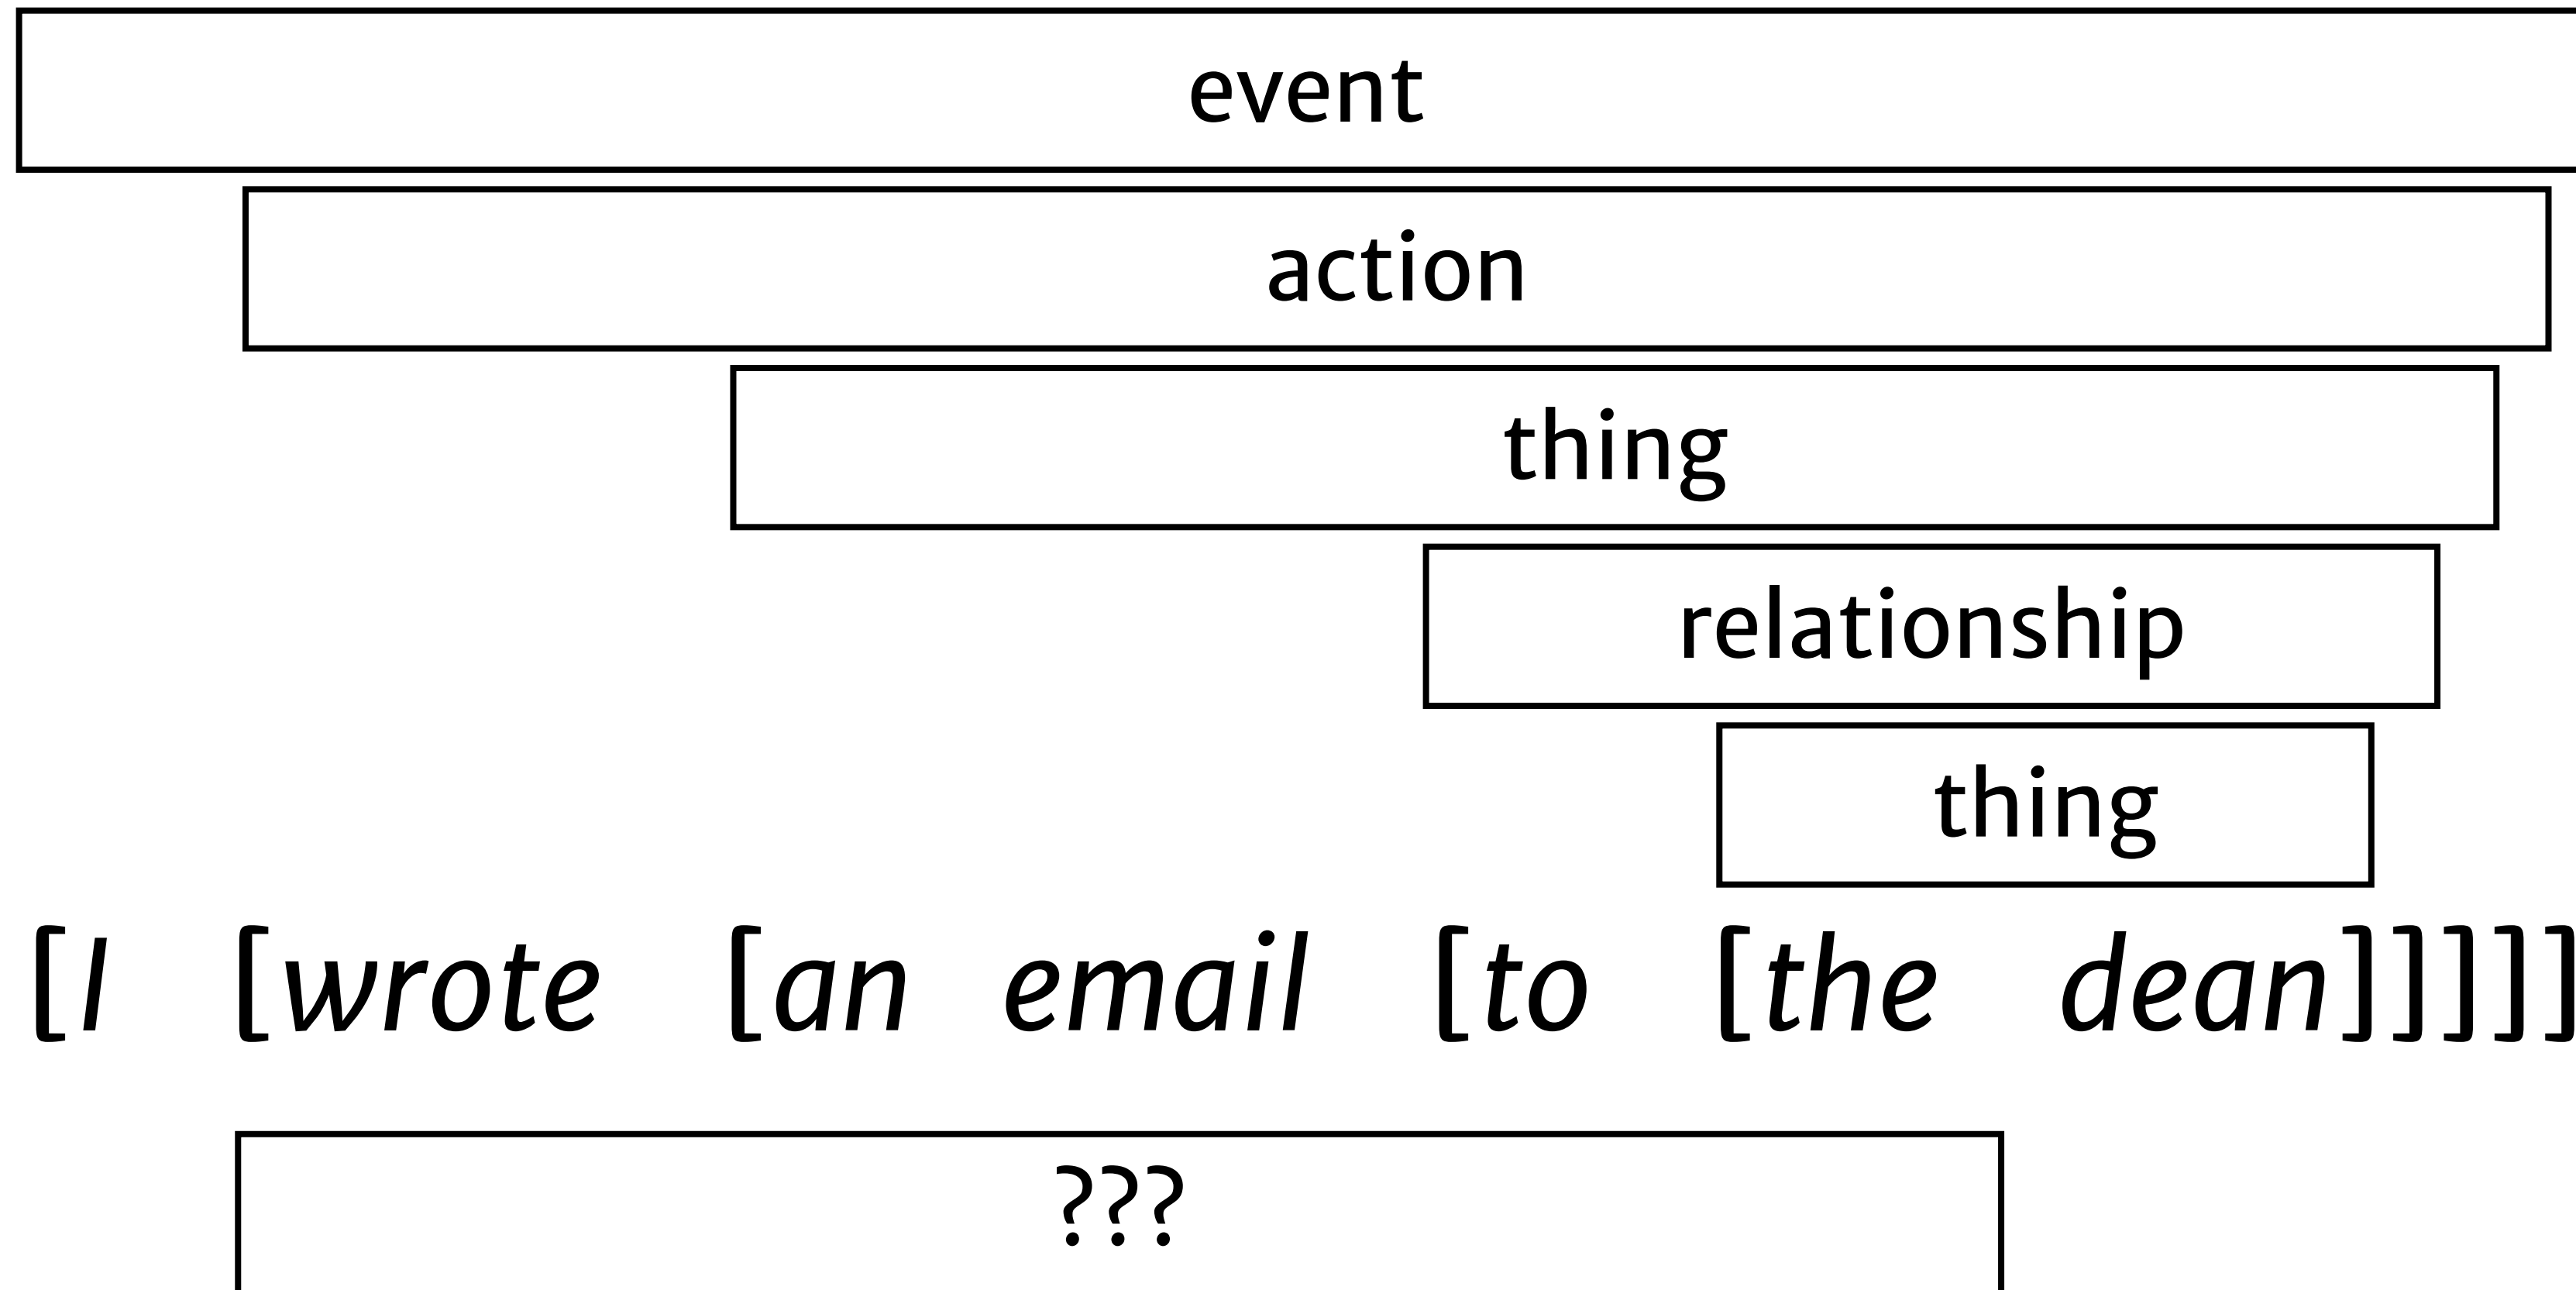 event
action
thing
relationship
thing
[I [wrote [an email [to [the dean]]]]]
???